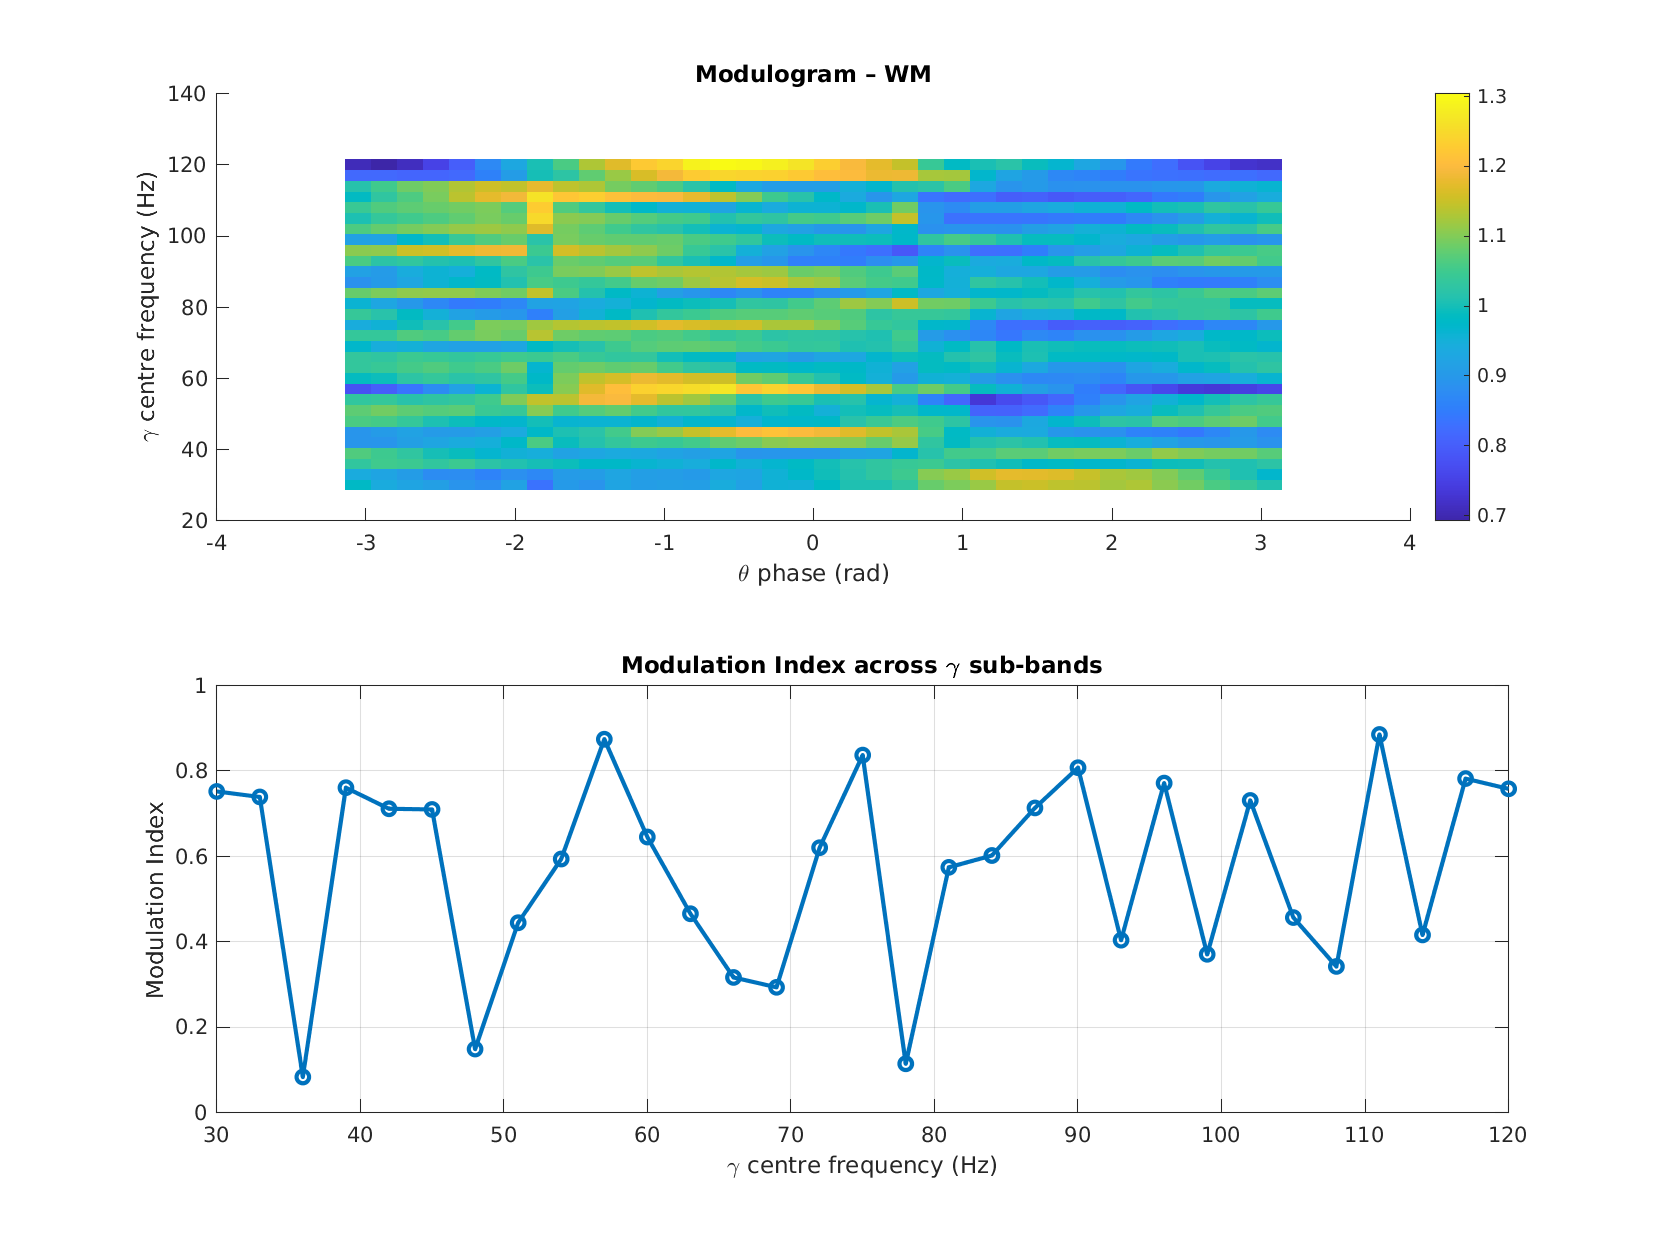 Modulogram – WM
140
120
100
80
60
40
20
γ centre frequency (Hz)
-4 -3 -2 -1 0 1 2 3 4
θ phase (rad)
1.3
1.2
1.1
1
0.9
0.8
0.7
Modulation Index across γ sub-bands
1
0.8
0.6
0.4
0.2
0
Modulation Index
30 40 50 60 70 80 90 100 110 120
γ centre frequency (Hz)